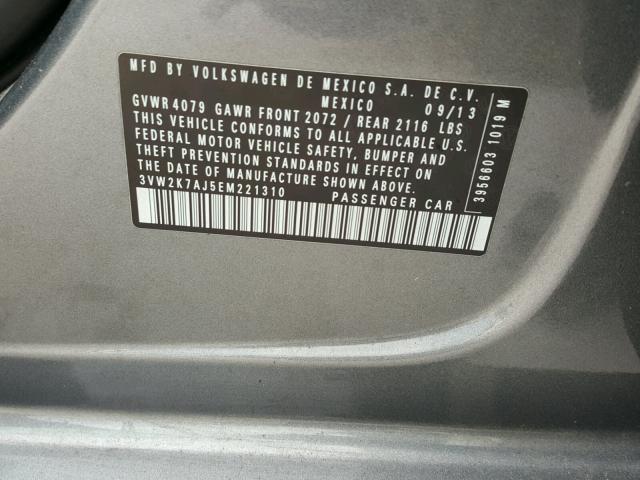 MFD BY VOLKSWAGEN DE MEXICO S.A. DE C.V.
MEXICO 09/13
GVWR 4079 GAWR FRONT 2072 / REAR 2116 LBS
THIS VEHICLE CONFORMS TO ALL APPLICABLE U.S.
FEDERAL MOTOR VEHICLE SAFETY, BUMPER AND
THEFT PREVENTION STANDARDS IN EFFECT ON
THE DATE OF MANUFACTURE SHOWN ABOVE.
3VW2K7AJ5EM221310 PASSENGER CAR
3956603 1019 M